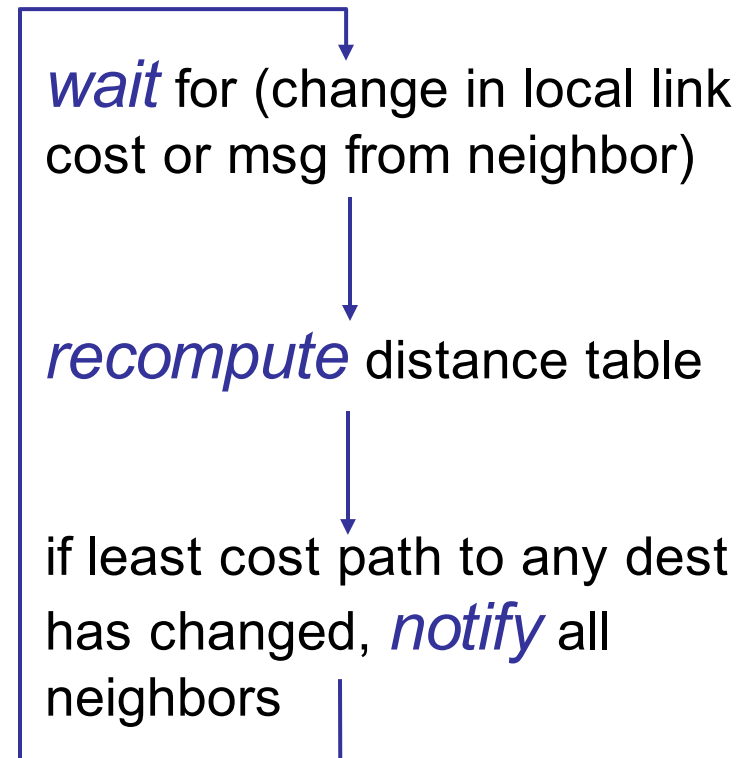 wait for (change in local link
cost or msg from neighbor)
recompute distance table
if least cost path to any dest
has changed, notify all
neighbors